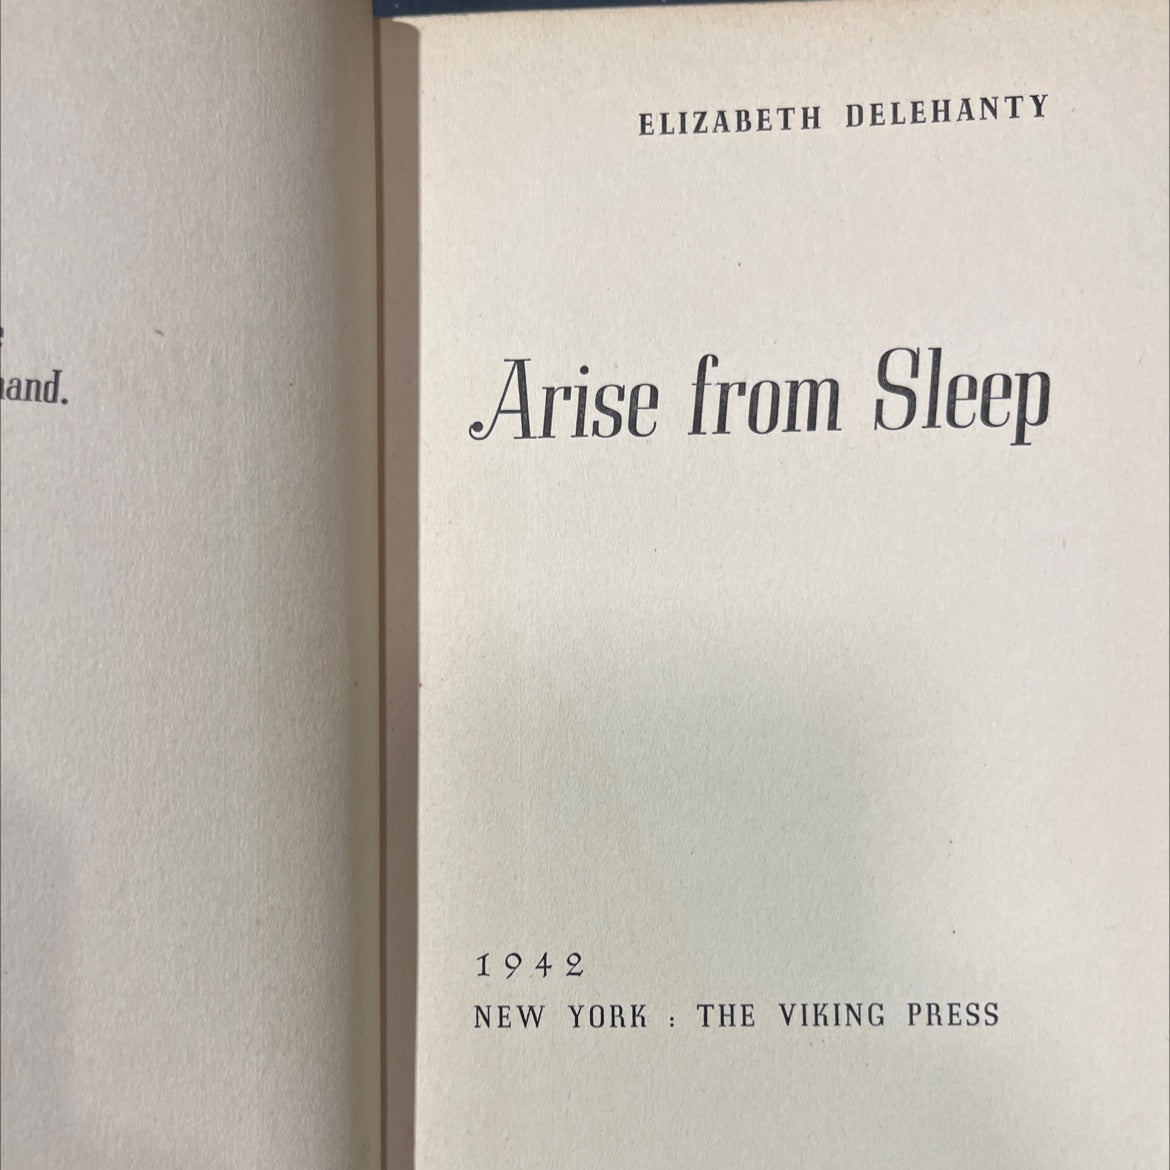 and.
ELIZABETH DELEHANTY
Arise from Sleep
1942
NEW YORK : THE VIKING PRESS